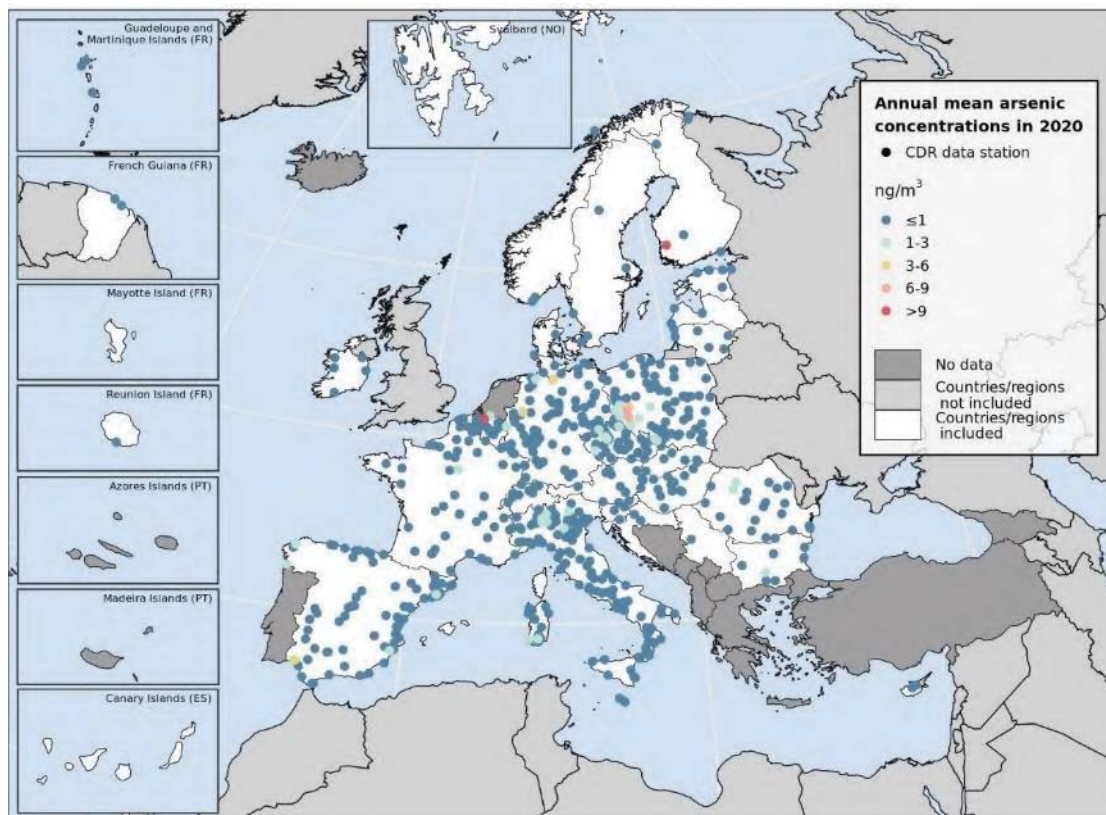 Guadeloupe and
Martinique Islands (FR)
Svalbard (NO)
French Guiana (FR)
Mayotte Island (FR)
Reunion Island (FR)
Azores Islands (PT)
Madeira Islands (PT)
Canary Islands (ES)
Annual mean arsenic
concentrations in 2020
CDR data station
ng/m³
≤1
1-3
3-6
6-9
>9
No data
Countries/regions
not included
Countries/regions
included